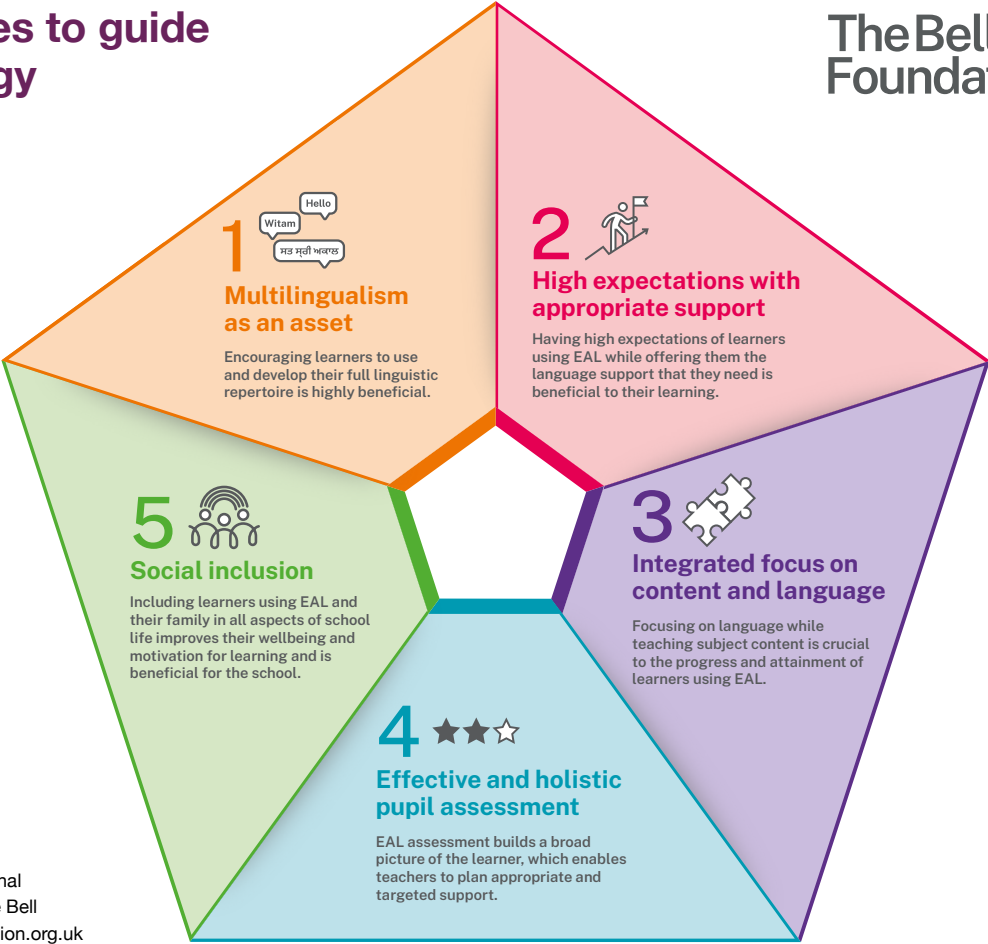 es to guide
gy
The Bell
Foundat
Hello
Witam
ਸਤ ਸ੍ਰੀ ਅਕਾਲ
1
Multilingualism
as an asset
Encouraging learners to use
and develop their full linguistic
repertoire is highly beneficial.
2
High expectations with
appropriate support
Having high expectations of learners
using EAL while offering them the
language support that they need is
beneficial to their learning.
3
Integrated focus on
content and language
Focusing on language while
teaching subject content is crucial
to the progress and attainment of
learners using EAL.
4
Effective and holistic
pupil assessment
EAL assessment builds a broad
picture of the learner, which enables
teachers to plan appropriate and
targeted support.
5
Social inclusion
Including learners using EAL and
their family in all aspects of school
life improves their wellbeing and
motivation for learning and is
beneficial for the school.
nal
e Bell
ion.org.uk